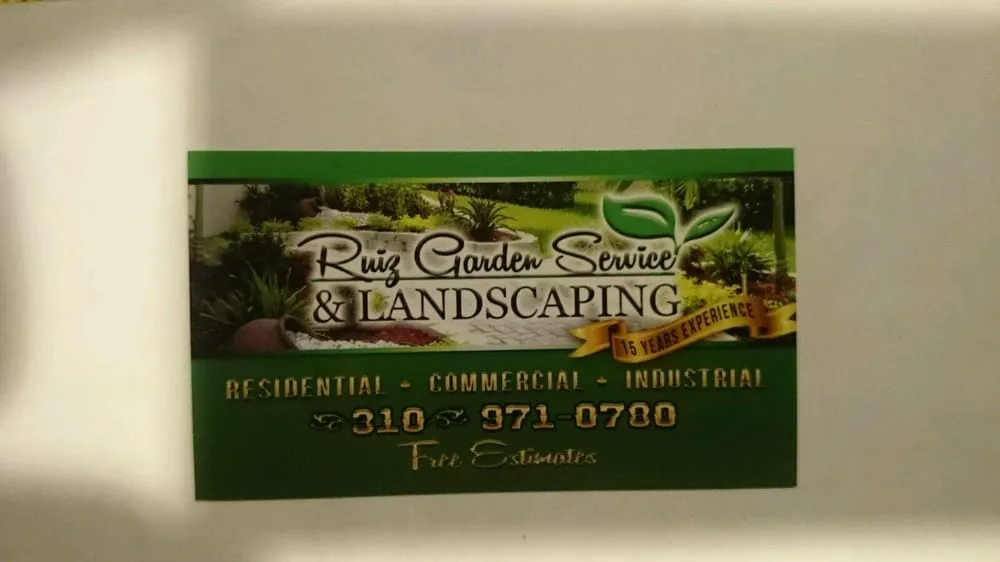 Ruiz Garden Service
& LANDSCAPING
15 YEARS EXPERIENCE
RESIDENTIAL - COMMERCIAL - INDUSTRIAL
310 971-0780
Free Estimates